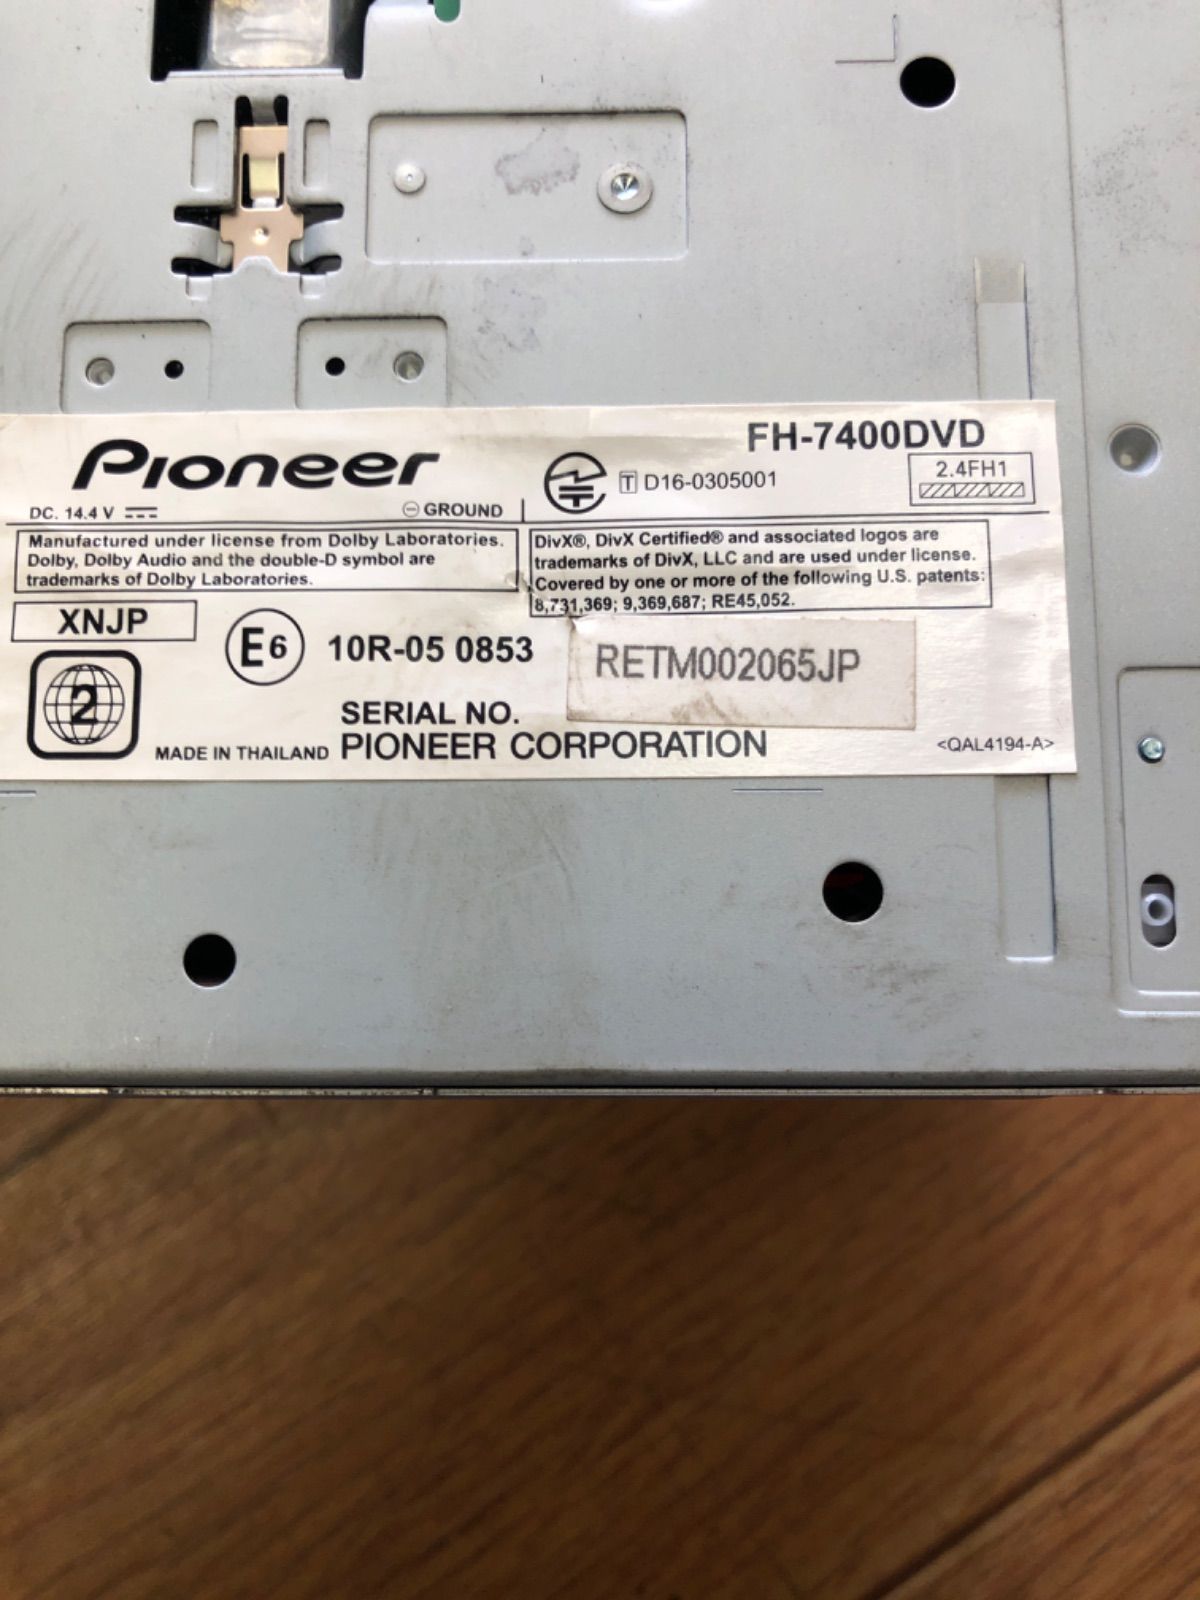 Pioneer
FH-7400DVD
T D16-0305001
2.4FH1
DC. 14.4 V
GROUND
Manufactured under license from Dolby Laboratories.
Dolby, Dolby Audio and the double-D symbol are
trademarks of Dolby Laboratories.
DivX®, DivX Certified® and associated logos are
trademarks of DivX, LLC and are used under license.
Covered by one or more of the following U.S. patents:
8,731,369; 9,369,687; RE45,052.
XNJP
E6
10R-05 0853
RETM002065JP
2
SERIAL NO.
MADE IN THAILAND
PIONEER CORPORATION
<QAL4194-A>